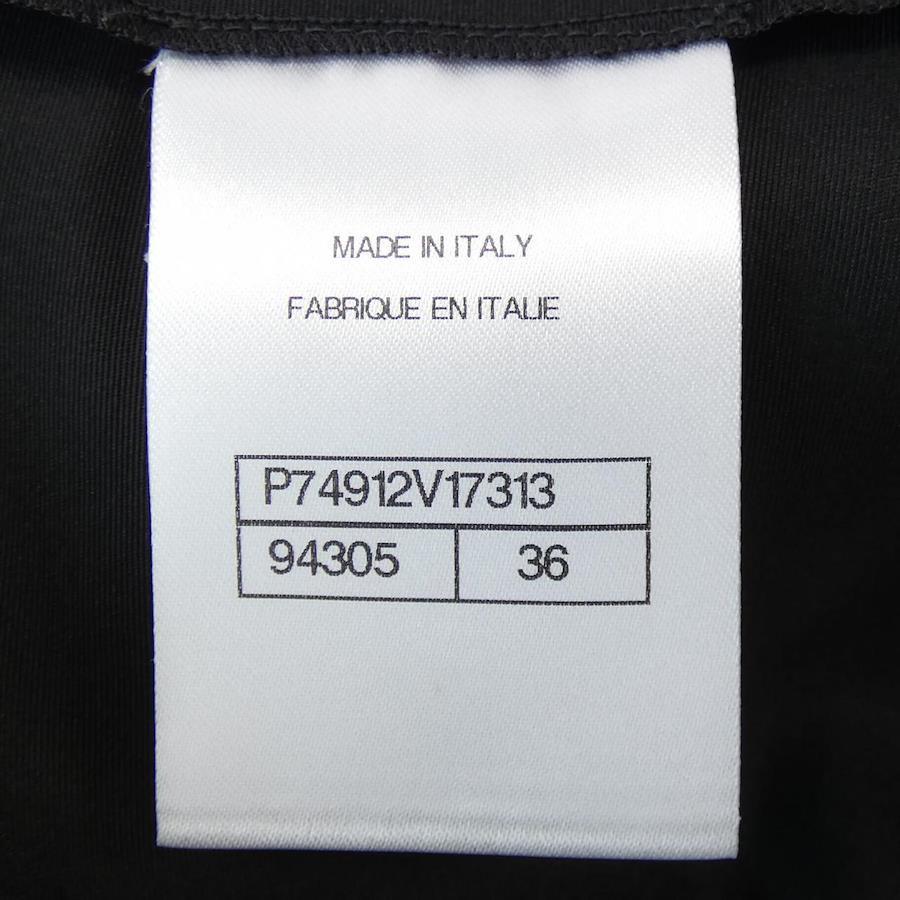 MADE IN ITALY
FABRIQUE EN ITALIE
P74912V17313
94305 36